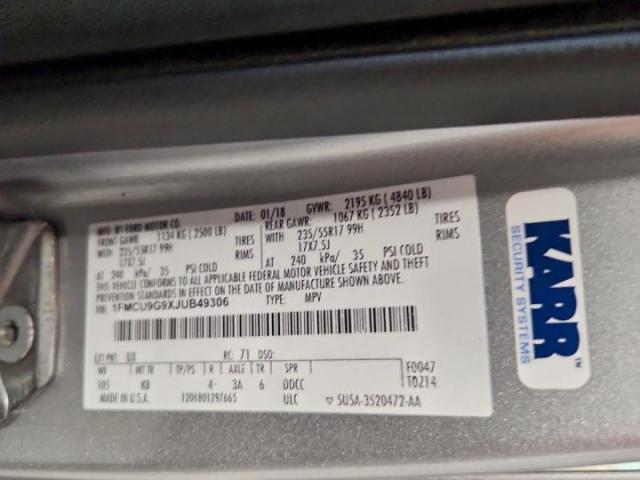 MFD. BY FORD MOTOR CO. DATE: 01/18 GVWR: 2195 KG ( 4840 LB)
FRONT GAWR: 1134 KG ( 2500 LB) REAR GAWR: 1067 KG ( 2352 LB)
WITH 235/55R17 99H TIRES WITH 235/55R17 99H TIRES
17X7.5J RIMS 17X7.5J RIMS
AT 240 kPa/ 35 PSI COLD AT 240 kPa/ 35 PSI COLD
THIS VEHICLE CONFORMS TO ALL APPLICABLE FEDERAL MOTOR VEHICLE SAFETY AND THEFT
PREVENTION STANDARDS IN EFFECT ON THE DATE OF MANUFACTURE SHOWN ABOVE.
VIN: 1FMCU9G9XJUB49306 TYPE: MPV
EXT PNT: UX RC: 71 DSO:
WB INT TR TP/PS R AXLE TR SPR F0047
105 KB 4 3A 6 DDCC T0214
MADE IN U.S.A. 1201801297665 ULC ▽ 5U5A-3520472-AA
KARR™
SECURITY SYSTEMS